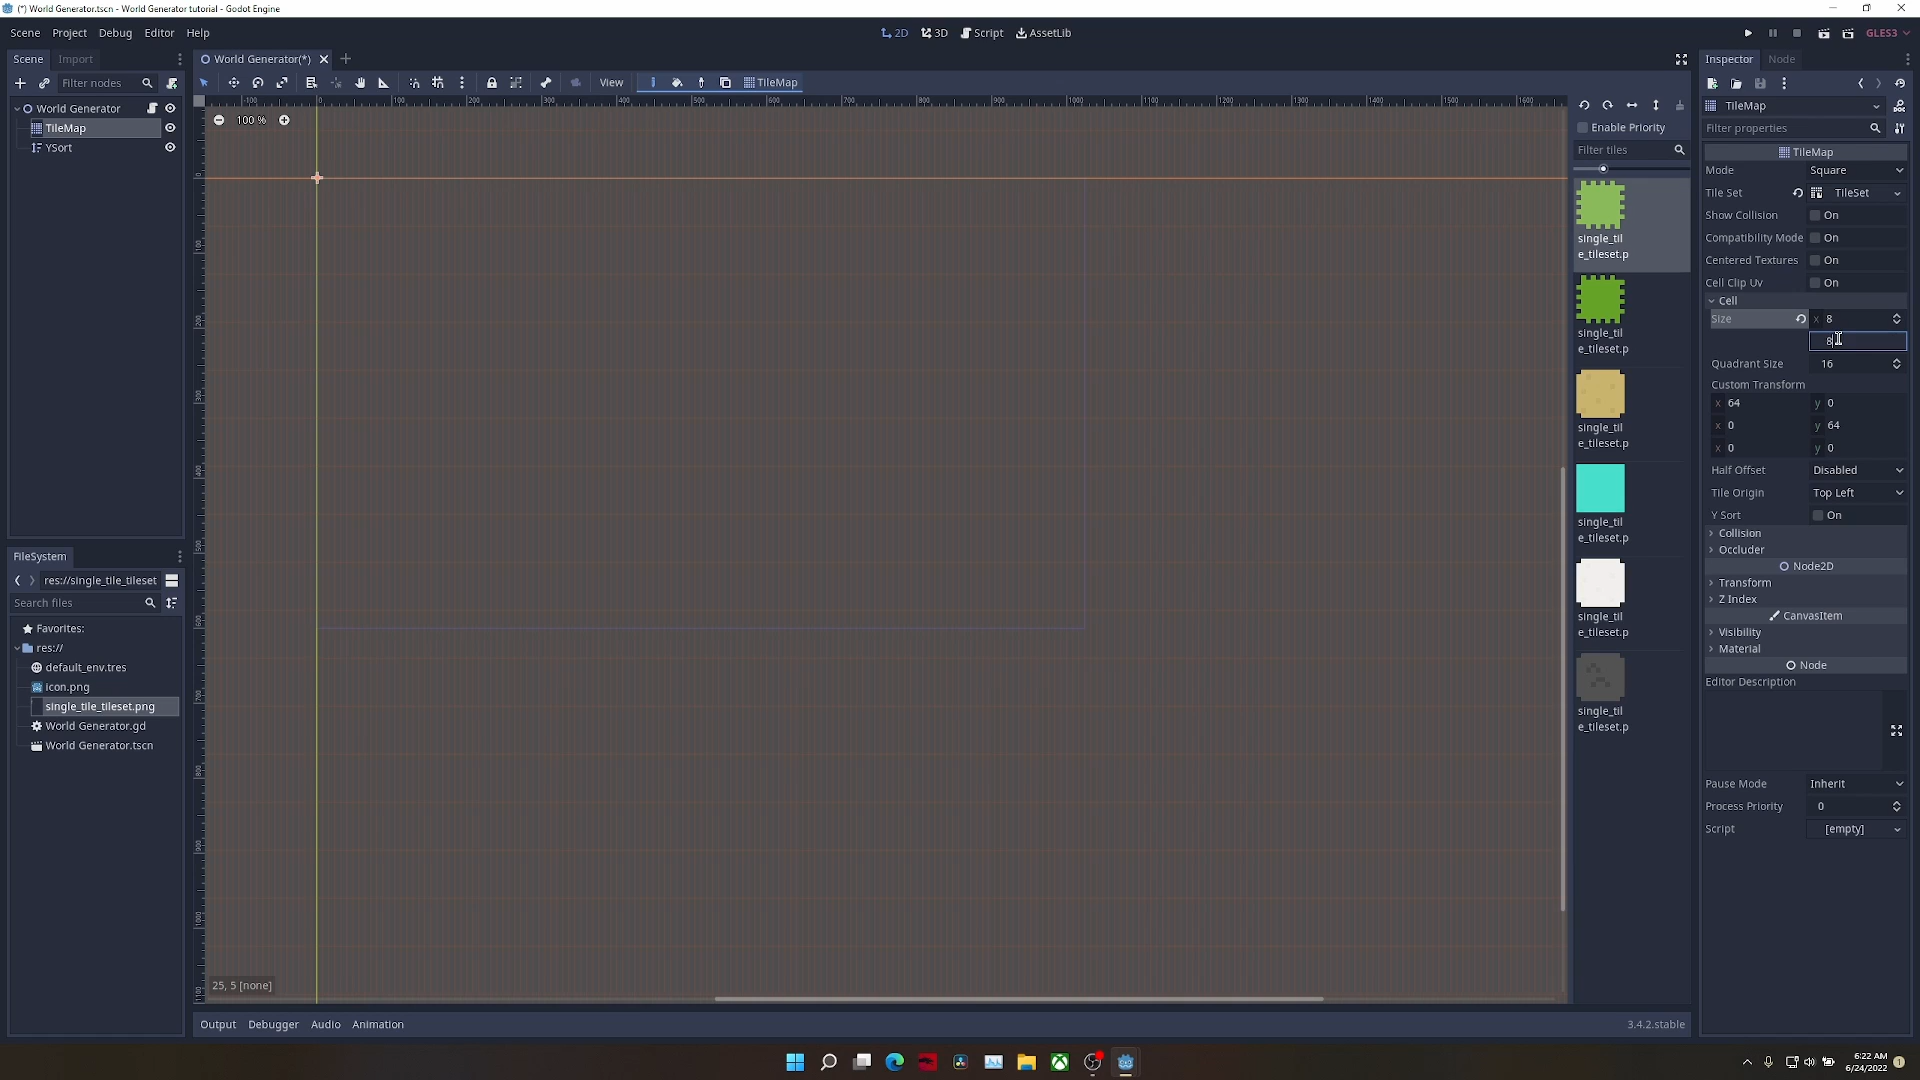 (*) World Generator.tscn - World Generator tutorial - Godot Engine
Scene Project Debug Editor Help
2D 3D Script AssetLib
GLES3
Scene Import
World Generator(*)
Inspector Node
Filter nodes
View
TileMap
World Generator
TileMap
YSort
100 %
25, 5 [none]
Enable Priority
Filter tiles
single_til
e_tileset.p
single_til
e_tileset.p
single_til
e_tileset.p
single_til
e_tileset.p
single_til
e_tileset.p
single_til
e_tileset.p
TileMap
Filter properties
TileMap
Mode Square
Tile Set TileSet
Show Collision On
Compatibility Mode On
Centered Textures On
Cell Clip Uv On
Cell
Size x 8
8
Quadrant Size 16
Custom Transform
x 64 y 0
x 0 y 64
x 0 y 0
Half Offset Disabled
Tile Origin Top Left
Y Sort On
Collision
Occluder
Node2D
Transform
Z Index
CanvasItem
Visibility
Material
Node
Editor Description
Pause Mode Inherit
Process Priority 0
Script [empty]
FileSystem
res://single_tile_tileset
Search files
Favorites:
res://
default_env.tres
icon.png
single_tile_tileset.png
World Generator.gd
World Generator.tscn
Output Debugger Audio Animation
3.4.2.stable
6:22 AM
6/24/2022